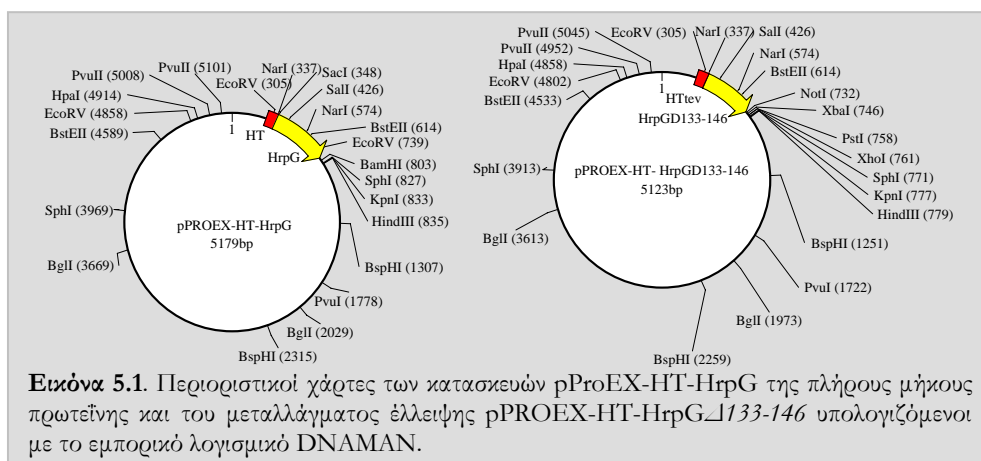 PvuII (5101)
PvuII (5008)
HpaI (4914)
EcoRV (4858)
BstEII (4589)
SphI (3969)
BglI (3669)
EcoRV (305)
NarI (337)
SacI (348)
SalI (426)
NarI (574)
BstEII (614)
EcoRV (739)
BamHI (803)
SphI (827)
KpnI (833)
HindIII (835)
BspHI (1307)
PvuI (1778)
BglI (2029)
BspHI (2315)
1
HT
HrpG
pPROEX-HT-HrpG
5179bp
PvuII (5045)
PvuII (4952)
HpaI (4858)
EcoRV (4802)
BstEII (4533)
SphI (3913)
BglI (3613)
EcoRV (305)
NarI (337)
SalI (426)
NarI (574)
BstEII (614)
NotI (732)
XbaI (746)
PstI (758)
XhoI (761)
SphI (771)
KpnI (777)
HindIII (779)
BspHI (1251)
PvuI (1722)
BglI (1973)
BspHI (2259)
1
HTtev
HrpGD133-146
pPROEX-HT- HrpGD133-146
5123bp
Εικόνα 5.1. Περιοριστικοί χάρτες των κατασκευών pProEX-HT-HrpG της πλήρους μήκους
πρωτεΐνης και του μεταλλάγματος έλλειψης pPROEX-HT-HrpG⊿133-146 υπολογιζόμενοι
με το εμπορικό λογισμικό DNAMAN.